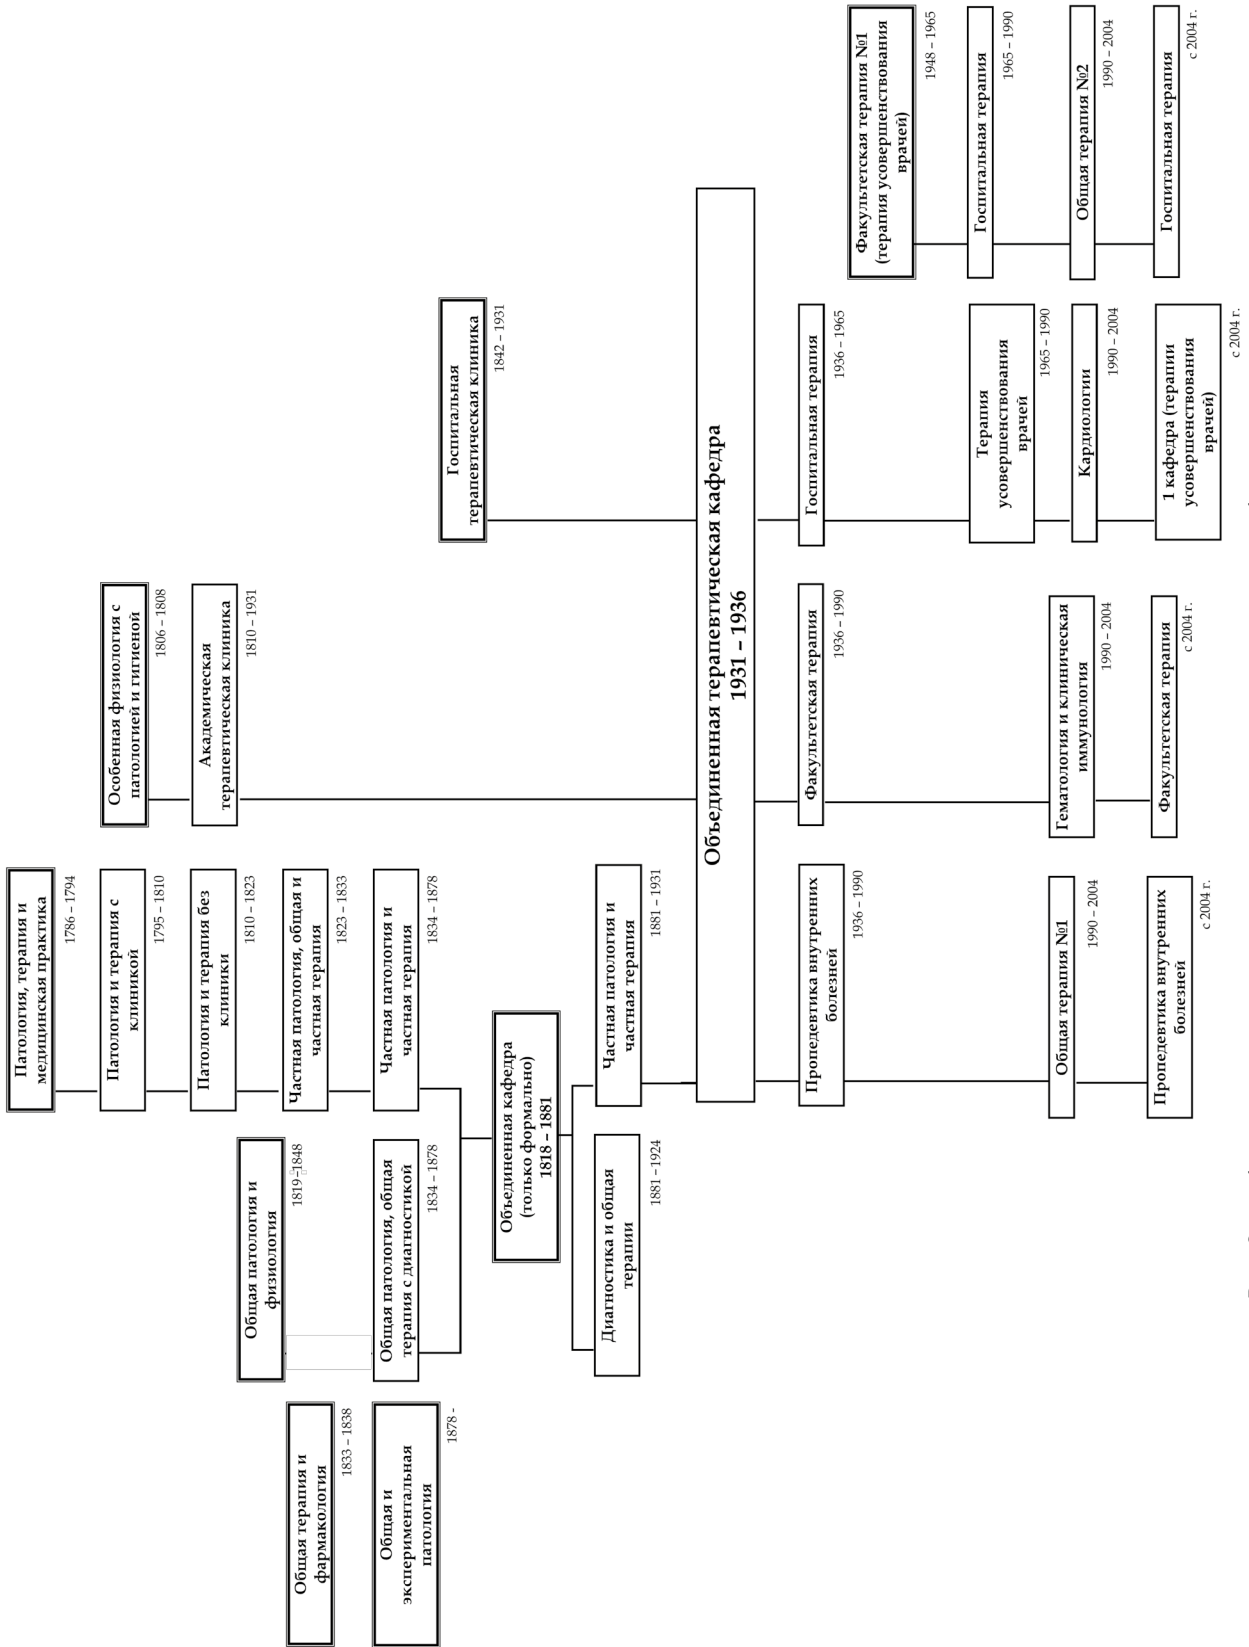 Патология, терапия и
медицинская практика
1786 – 1794
Патология и терапия с
клиникой
1795 – 1810
Патология и терапия без
клиники
1810 – 1823
Частная патология, общая и
частная терапия
1823 – 1833
Частная патология и
частная терапия
1834 – 1878
Общая патология и
физиология
1819 –1848
Общая патология, общая
терапия с диагностикой
1834 – 1878
Общая терапия и
фармакология
1833 – 1838
Общая и
экспериментальная
патология
1878 -
Объединенная кафедра
(только формально)
1818 – 1881
Диагностика и общая
терапии
1881 –1924
Частная патология и
частная терапия
1881 – 1931
Особенная физиология с
патологией и гигиеной
1806 – 1808
Академическая
терапевтическая клиника
1810 – 1931
Госпитальная
терапевтическая клиника
1842 – 1931
Объединенная терапевтическая кафедра
1931 – 1936
Пропедевтика внутренних
болезней
1936 – 1990
Общая терапия №1
1990 – 2004
Пропедевтика внутренних
болезней
с 2004 г.
Факультетская терапия
1936 – 1990
Гематология и клиническая
иммунология
1990 – 2004
Факультетская терапия
с 2004 г.
Госпитальная терапия
1936 – 1965
Терапия
усовершенствования
врачей
1965 – 1990
Кардиологии
1990 – 2004
1 кафедра (терапии
усовершенствования
врачей)
с 2004 г.
Факультетская терапия №1
(терапия усовершенствования
врачей)
1948 – 1965
Госпитальная терапия
1965 – 1990
Общая терапия №2
1990 – 2004
Госпитальная терапия
с 2004 г.